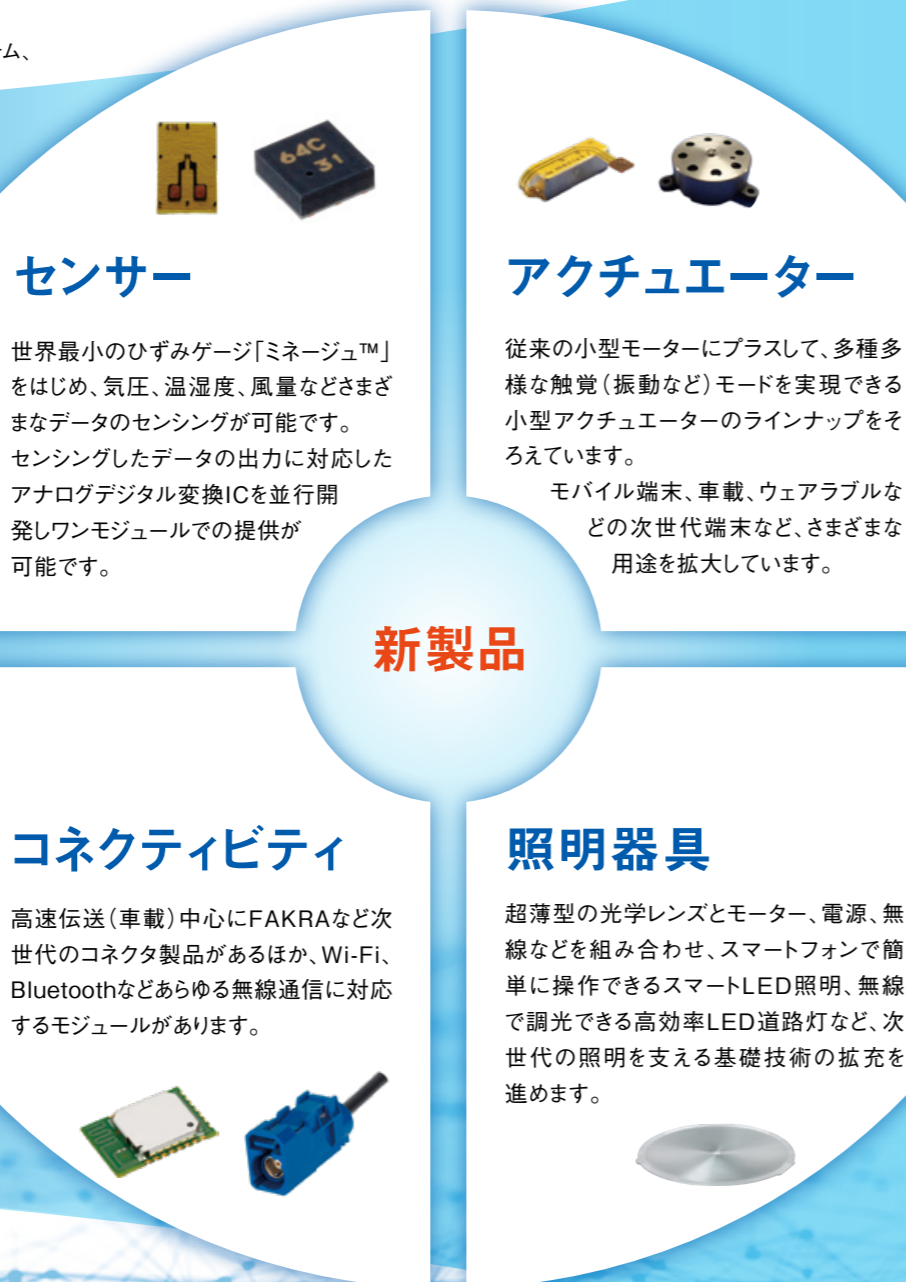 ム、
416
64C
31
センサー
世界最小のひずみゲージ「ミネージュ™」
をはじめ、気圧、温湿度、風量などさまざ
まなデータのセンシングが可能です。
センシングしたデータの出力に対応した
アナログデジタル変換ICを並行開
発しワンモジュールでの提供が
可能です。
アクチュエーター
従来の小型モーターにプラスして、多種多
様な触覚（振動など）モードを実現できる
小型アクチュエーターのラインナップをそ
ろえています。
モバイル端末、車載、ウェアラブルな
どの次世代端末など、さまざまな
用途を拡大しています。
新製品
コネクティビティ
高速伝送（車載）中心にFAKRAなど次
世代のコネクタ製品があるほか、Wi-Fi、
Bluetoothなどあらゆる無線通信に対応
するモジュールがあります。
照明器具
超薄型の光学レンズとモーター、電源、無
線などを組み合わせ、スマートフォンで簡
単に操作できるスマートLED照明、無線
で調光できる高効率LED道路灯など、次
世代の照明を支える基礎技術の拡充を
進めます。